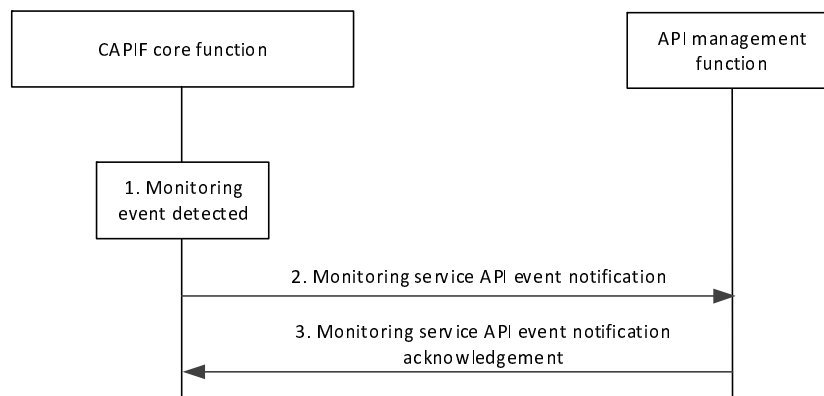 CAPIF core function
API management
function
1. Monitoring
event detected
2. Monitoring service API event notification
3. Monitoring service API event notification
acknowledgement